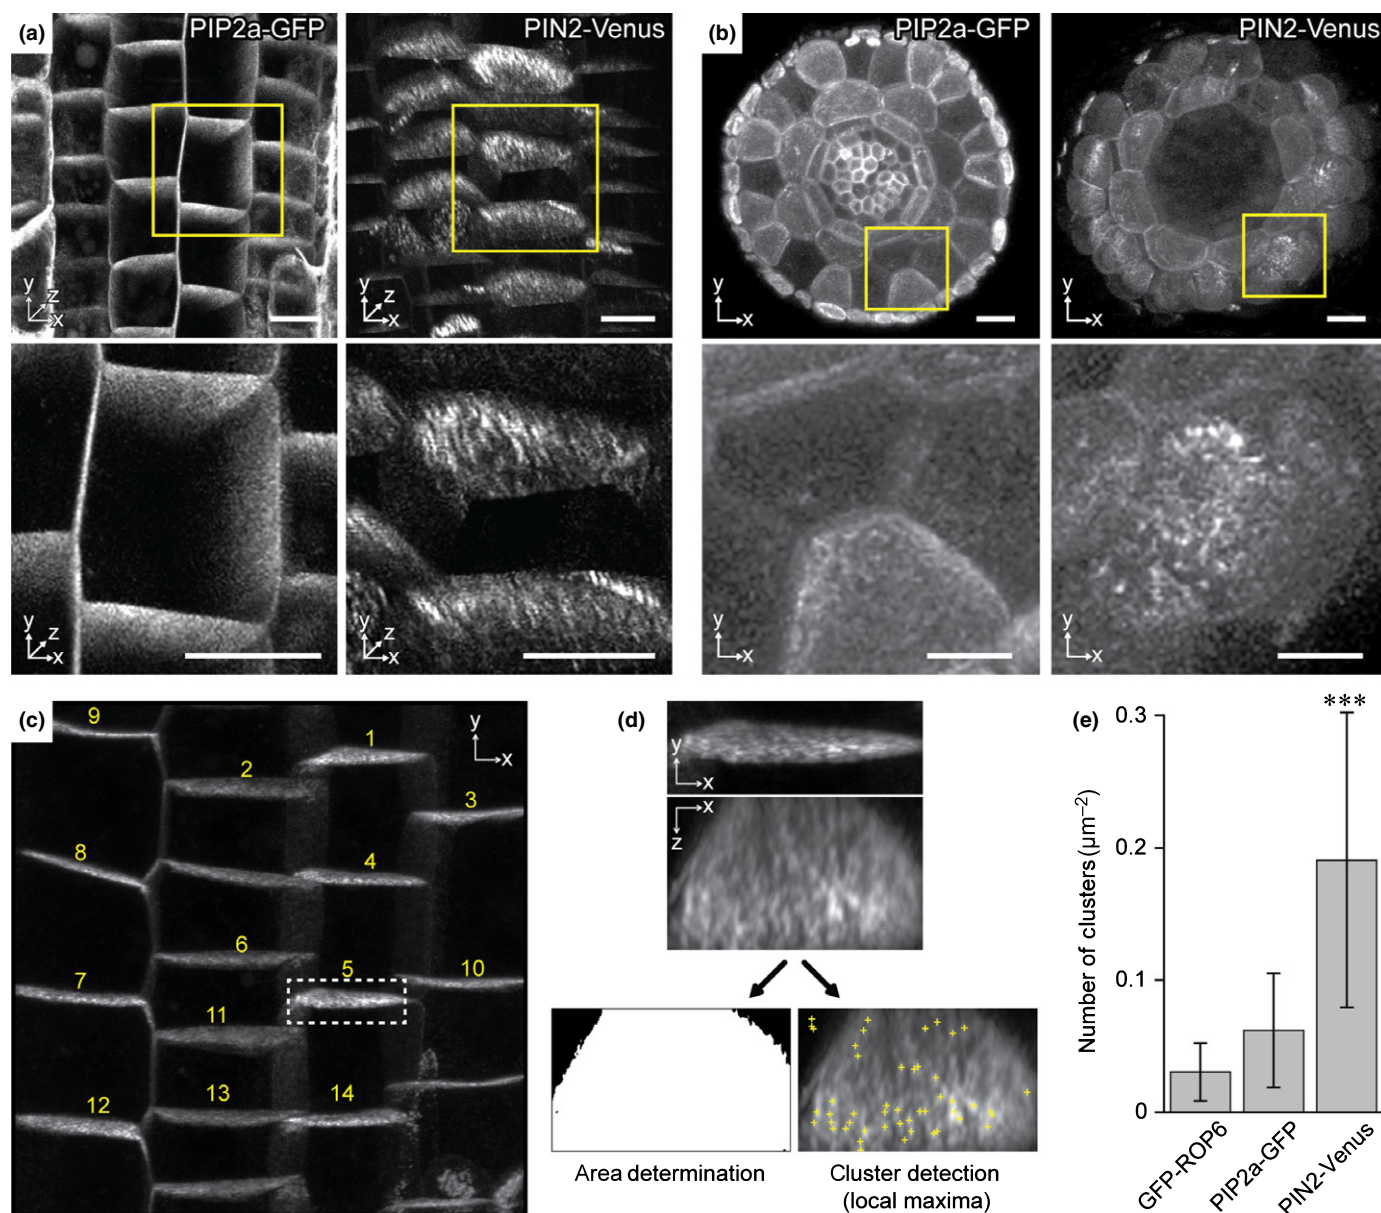 (a)
PIP2a-GFP
PIN2-Venus
y
z
x
y
z
x
y
z
x
y
z
x
(b)
PIP2a-GFP
PIN2-Venus
y
x
y
x
y
x
y
x
(c)
y
x
9
1
2
3
8
4
6
5
7
10
11
13
14
12
(d)
y
x
x
z
Area determination
Cluster detection
(local maxima)
(e)
***
0.3
0.2
0.1
0
Number of clusters (µm⁻²)
GFP-ROP6
PIP2a-GFP
PIN2-Venus